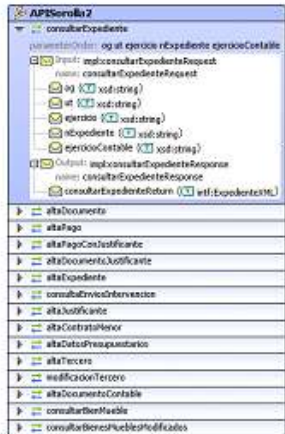 APISorolla2
consultarExpediente
parameterOrder: og ut ejercicio nExpediente ejercicioContable
Input: impl:consultarExpedienteRequest
name: consultarExpedienteRequest
og (T xsd:string)
ut (T xsd:string)
ejercicio (T xsd:string)
nExpediente (T xsd:string)
ejercicioContable (T xsd:string)
Output: impl:consultarExpedienteResponse
name: consultarExpedienteResponse
consultarExpedienteReturn (T intf:ExpedienteXML)
altaDocumento
altaPago
altaPagoConJustificante
altaDocumentoJustificante
altaExpediente
consultaEnviosIntervencion
altaJustificante
altaContratoMenor
altaDatosPresupuestarios
altaTercero
modificacionTercero
altaDocumentoContable
consultarBienMueble
consultarBienesMueblesModificados